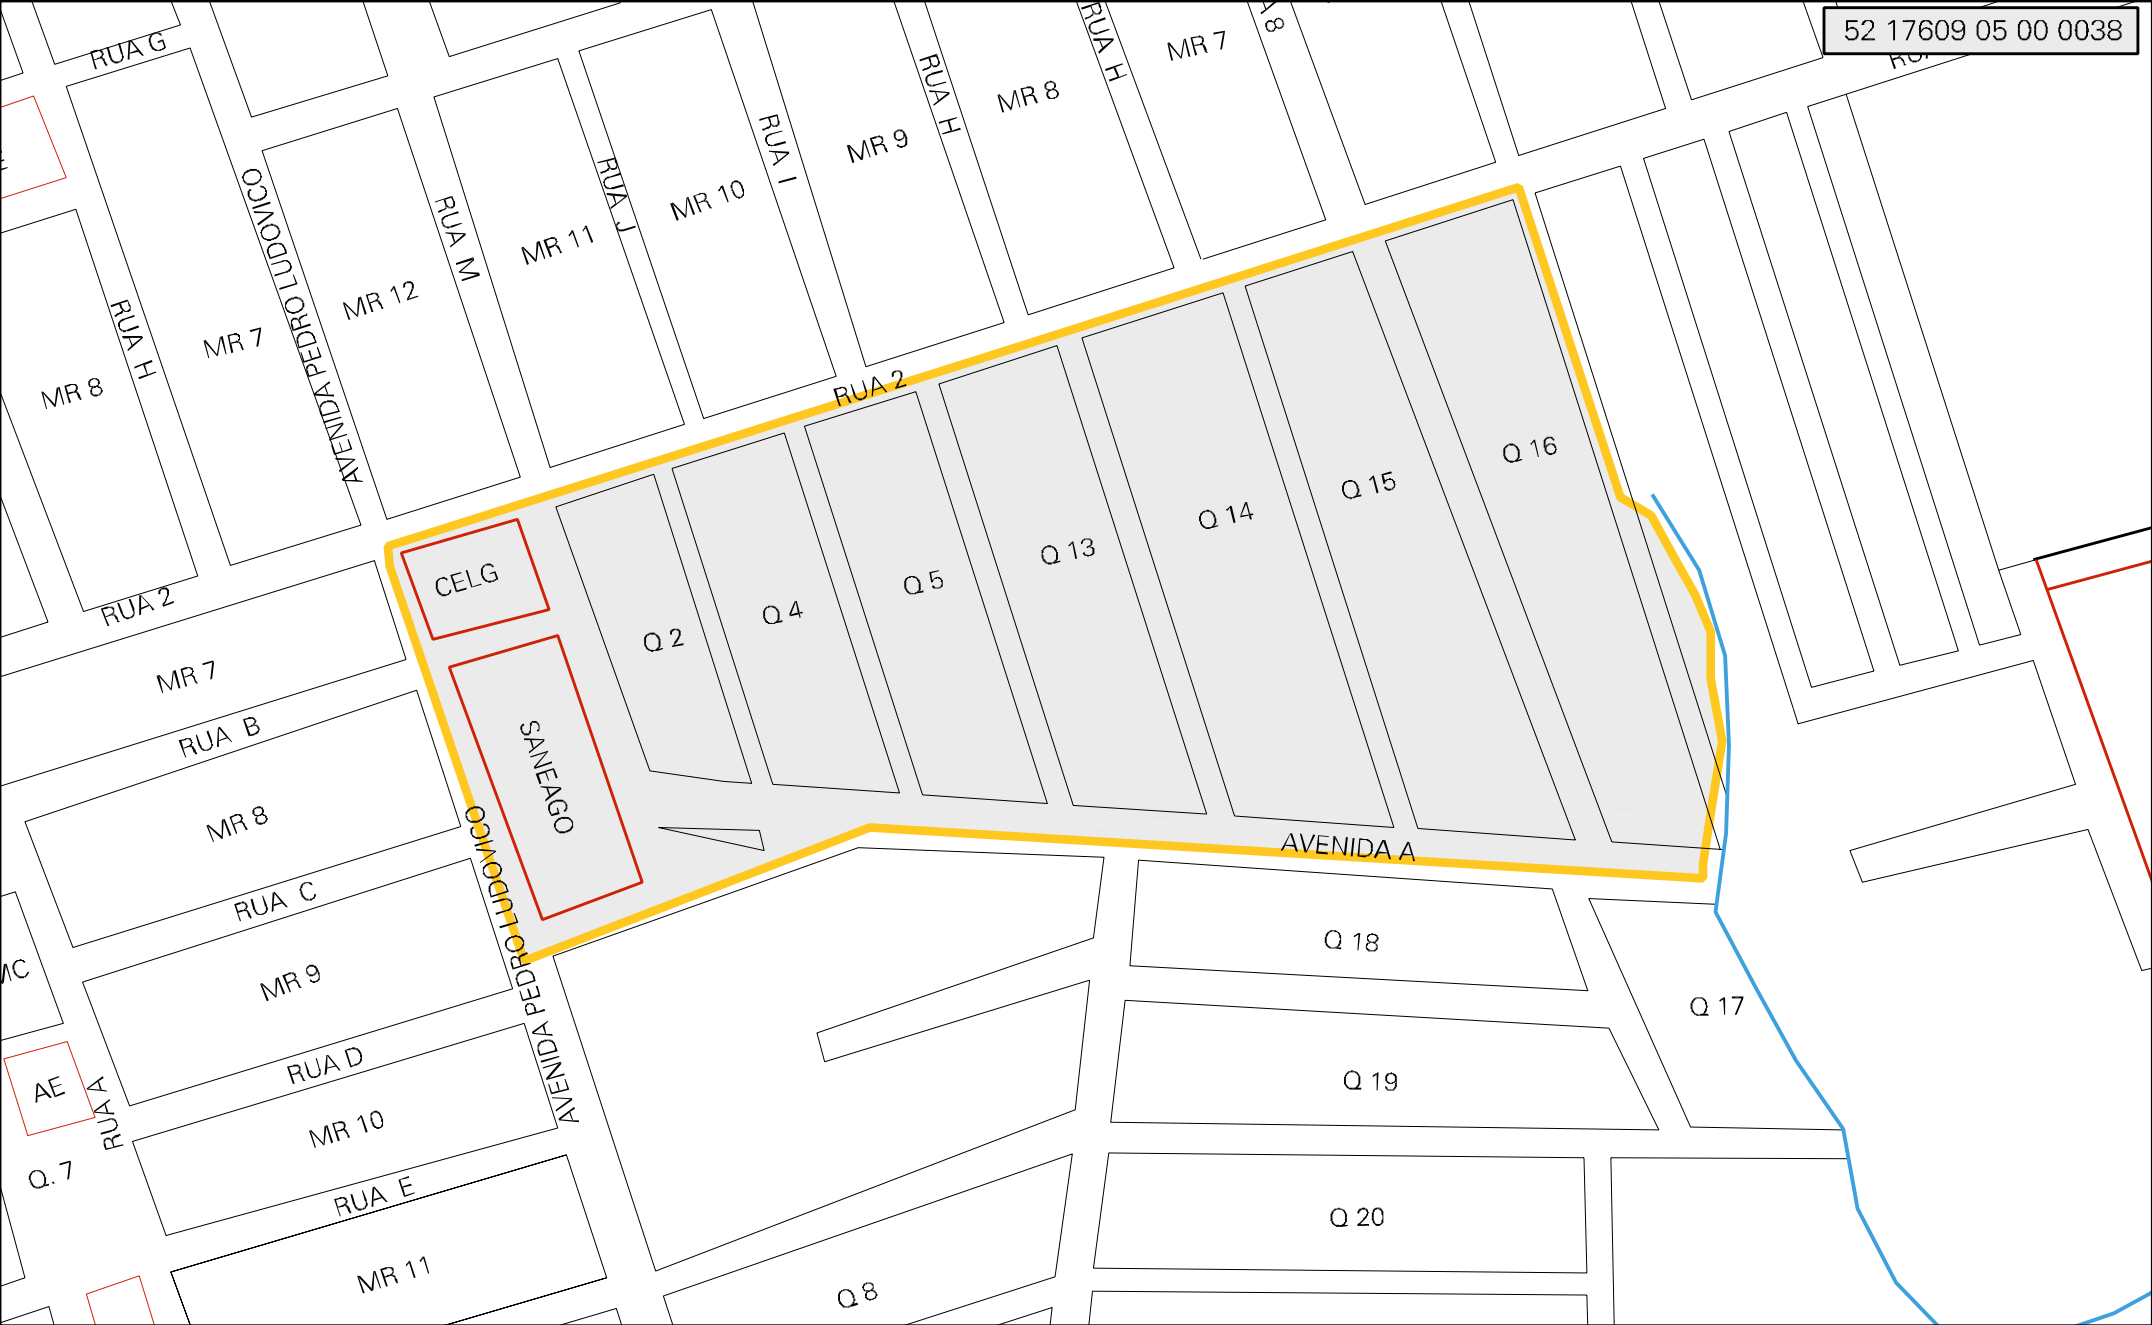 52 17609 05 00 0038
RUA G
RUA H
A 8
MR 7
RUA H
MR 8
RUA I
MR 9
RUA J
MR 10
AVENIDA PEDRO LUDOVICO
RUA M
MR 11
MR 12
RUA H
MR 7
MR 8
RUA 2
RUA 2
Q 16
Q 15
Q 14
Q 13
Q 5
Q 4
Q 2
CELG
SANEAGO
MR 7
RUA B
MR 8
AVENIDA PEDRO LUDOVICO
AVENIDA A
RUA C
Q 18
MR 9
Q 17
RUA D
Q 19
AE
RUA A
MR 10
Q. 7
RUA E
Q 20
MR 11
Q 8